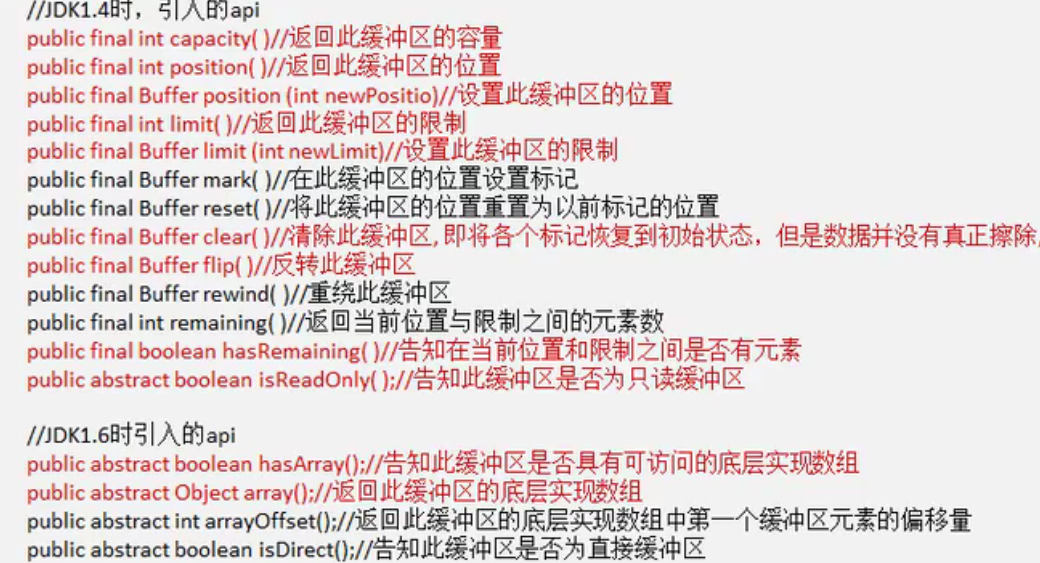 //JDK1.4时，引入的api
public final int capacity( )//返回此缓冲区的容量
public final int position( )//返回此缓冲区的位置
public final Buffer position (int newPositio)//设置此缓冲区的位置
public final int limit( )//返回此缓冲区的限制
public final Buffer limit (int newLimit)//设置此缓冲区的限制
public final Buffer mark( )//在此缓冲区的位置设置标记
public final Buffer reset( )//将此缓冲区的位置重置为以前标记的位置
public final Buffer clear( )//清除此缓冲区, 即将各个标记恢复到初始状态，但是数据并没有真正擦除,
public final Buffer flip( )//反转此缓冲区
public final Buffer rewind( )//重绕此缓冲区
public final int remaining( )//返回当前位置与限制之间的元素数
public final boolean hasRemaining( )//告知在当前位置和限制之间是否有元素
public abstract boolean isReadOnly( );//告知此缓冲区是否为只读缓冲区
//JDK1.6时引入的api
public abstract boolean hasArray();//告知此缓冲区是否具有可访问的底层实现数组
public abstract Object array();//返回此缓冲区的底层实现数组
public abstract int arrayOffset();//返回此缓冲区的底层实现数组中第一个缓冲区元素的偏移量
public abstract boolean isDirect();//告知此缓冲区是否为直接缓冲区